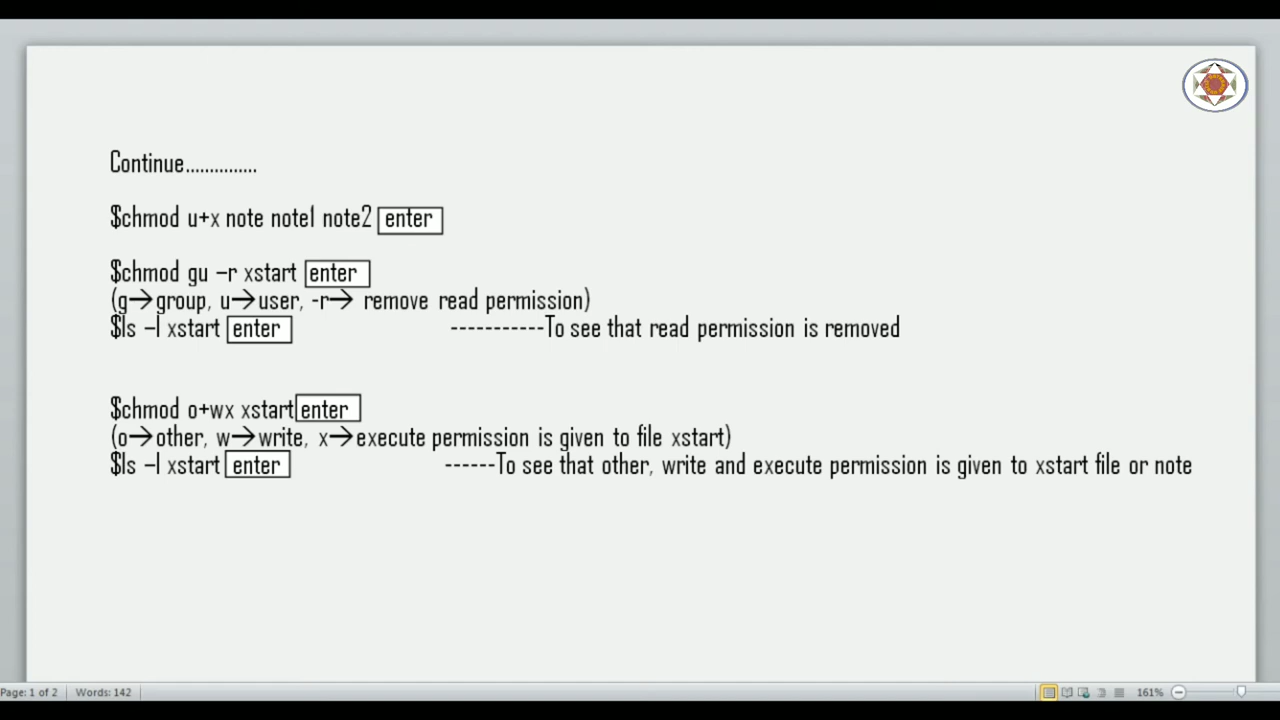 Continue...............
$chmod u+x note note1 note2 enter
$chmod gu –r xstart enter
(g→group, u→user, -r→ remove read permission)
$ls –l xstart enter -----------To see that read permission is removed
$chmod o+wx xstart enter
(o→other, w→write, x→execute permission is given to file xstart)
$ls –l xstart enter ------To see that other, write and execute permission is given to xstart file or note
Page: 1 of 2 Words: 142 161%